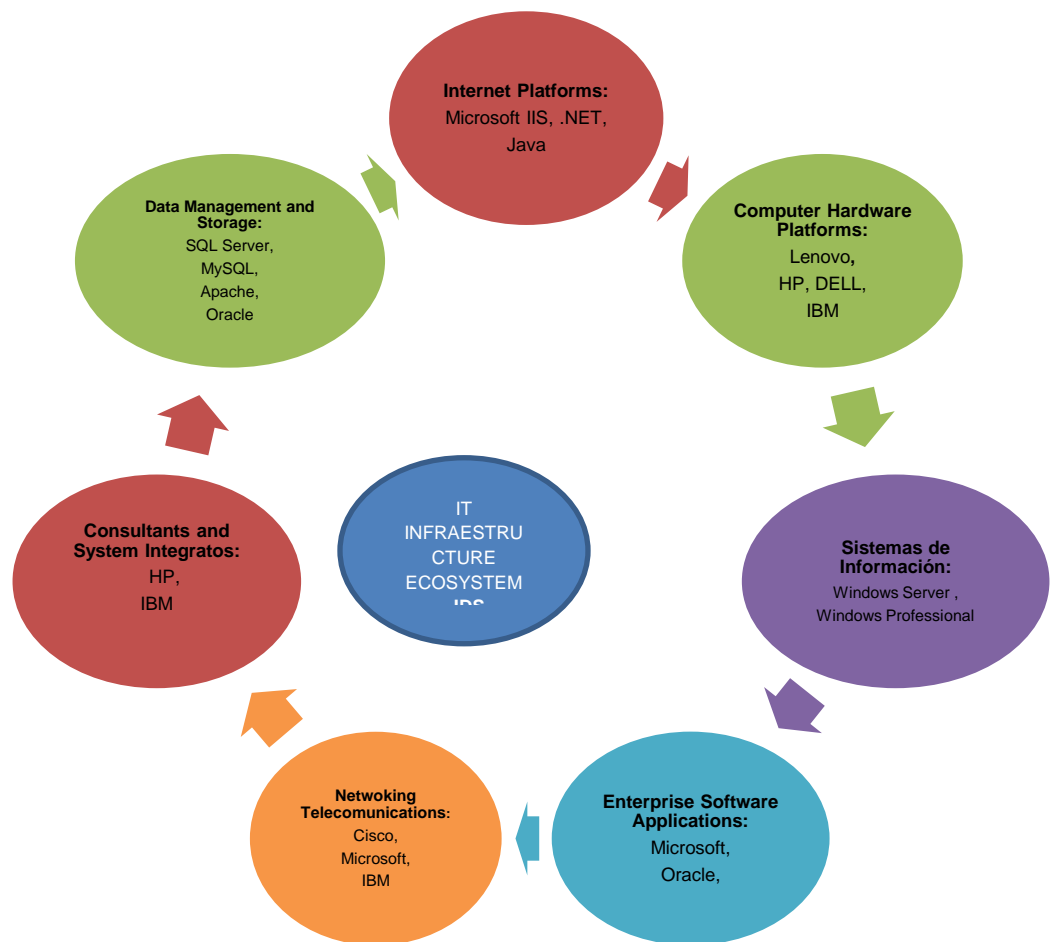 Internet Platforms:
Microsoft IIS, .NET,
Java
Computer Hardware
Platforms:
Lenovo,
HP, DELL,
IBM
Sistemas de
Información:
Windows Server ,
Windows Professional
Enterprise Software
Applications:
Microsoft,
Oracle,
Netwoking
Telecomunications:
Cisco,
Microsoft,
IBM
Consultants and
System Integratos:
HP,
IBM
Data Management and
Storage:
SQL Server,
MySQL,
Apache,
Oracle
IT
INFRAESTRU
CTURE
ECOSYSTEM